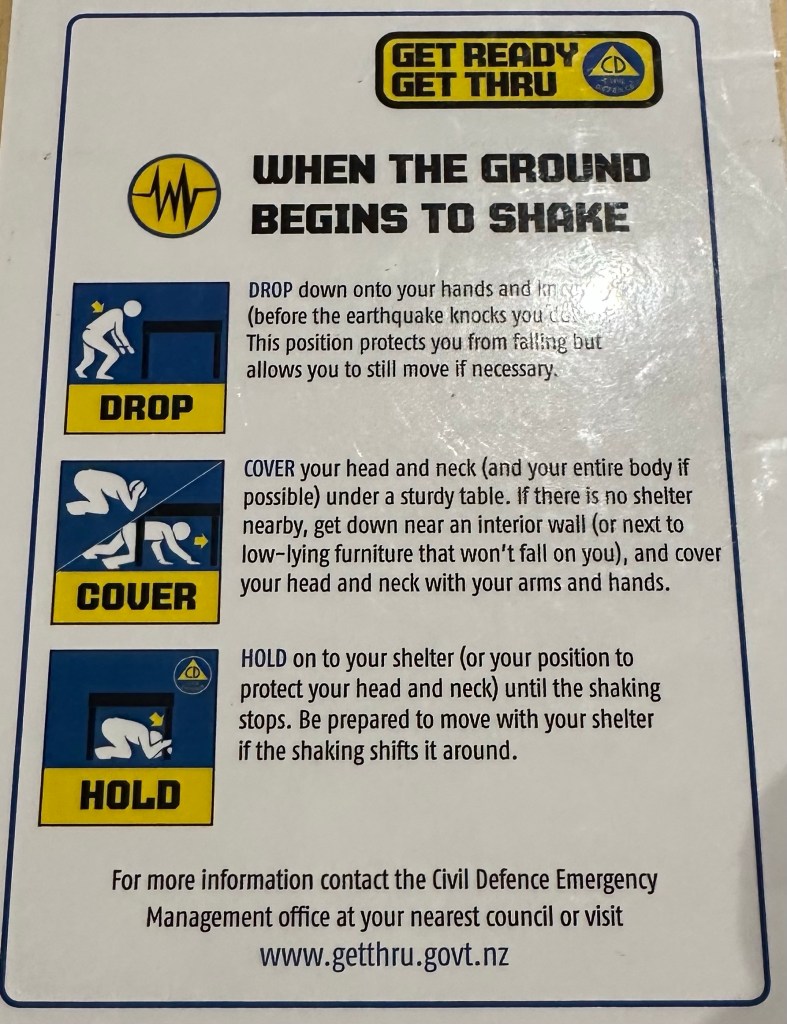 GET READY
GET THRU
CD
CIVIL
DEFENCE
WHEN THE GROUND
BEGINS TO SHAKE
DROP down onto your hands and
(before the earthquake knocks you
This position protects you from falling but
allows you to still move if necessary.
DROP
COVER your head and neck (and your entire body if
possible) under a sturdy table. If there is no shelter
nearby, get down near an interior wall (or next to
low-lying furniture that won't fall on you), and cover
your head and neck with your arms and hands.
COVER
HOLD on to your shelter (or your position to
protect your head and neck) until the shaking
stops. Be prepared to move with your shelter
if the shaking shifts it around.
CD
HOLD
For more information contact the Civil Defence Emergency
Management office at your nearest council or visit
www.getthru.govt.nz